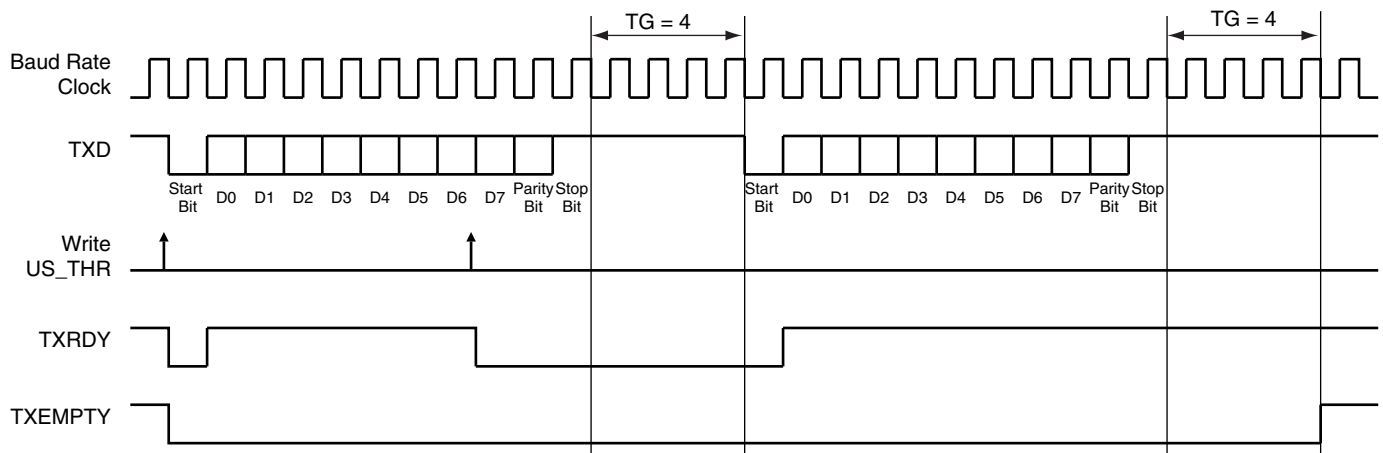 TG = 4
TG = 4
Baud Rate
Clock
TXD
Start
Bit
D0
D1
D2
D3
D4
D5
D6
D7
Parity
Bit
Stop
Bit
Start
Bit
D0
D1
D2
D3
D4
D5
D6
D7
Parity
Bit
Stop
Bit
Write
US_THR
TXRDY
TXEMPTY